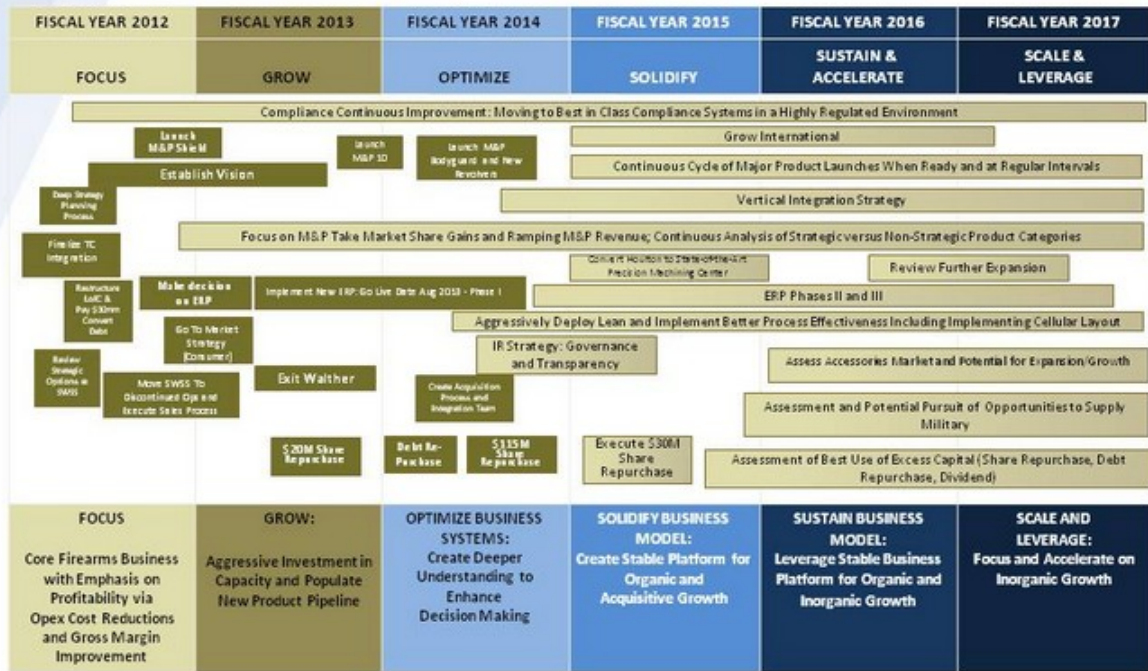 FISCAL YEAR 2012
FISCAL YEAR 2013
FISCAL YEAR 2014
FISCAL YEAR 2015
FISCAL YEAR 2016
FISCAL YEAR 2017
FOCUS
GROW
OPTIMIZE
SOLIDIFY
SUSTAIN &
ACCELERATE
SCALE &
LEVERAGE
Compliance Continuous Improvement: Moving to Best in Class Compliance Systems in a Highly Regulated Environment
Launch
M&P Shield
Launch
M&P 10
Launch M&P
Bodyguard and New
Revolvers
Grow International
Establish Vision
Continuous Cycle of Major Product Launches When Ready and at Regular Intervals
Deep Strategy
Planning
Process
Vertical Integration Strategy
Finalize TC
Integration
Focus on M&P Take Market Share Gains and Ramping M&P Revenue; Continuous Analysis of Strategic versus Non-Strategic Product Categories
Convert Houlton to State-of-the-Art
Precision Machining Center
Review Further Expansion
Restructure
LofC &
Pay $30mm
Convert
Debt
Make decision
on ERP
Implement New ERP: Go Live Date Aug 2013 - Phase I
ERP Phases II and III
Go To Market
Strategy
(Consumer)
Aggressively Deploy Lean and Implement Better Process Effectiveness Including Implementing Cellular Layout
IR Strategy: Governance
and Transparency
Review
Strategic
Options re
SWSS
Move SWSS To
Discontinued Ops and
Execute Sales Process
Exit Walther
Create Acquisition
Process and
Integration Team
Assess Accessories Market and Potential for Expansion/Growth
Assessment and Potential Pursuit of Opportunities to Supply
Military
$20M Share
Repurchase
Debt Re-
Purchase
$115M
Share
Repurchase
Execute $30M
Share
Repurchase
Assessment of Best Use of Excess Capital (Share Repurchase, Debt
Repurchase, Dividend)
FOCUS
Core Firearms Business
with Emphasis on
Profitability via
Opex Cost Reductions
and Gross Margin
Improvement
GROW:
Aggressive Investment in
Capacity and Populate
New Product Pipeline
OPTIMIZE BUSINESS
SYSTEMS:
Create Deeper
Understanding to
Enhance
Decision Making
SOLIDIFY BUSINESS
MODEL:
Create Stable Platform for
Organic and
Acquisitive Growth
SUSTAIN BUSINESS
MODEL:
Leverage Stable Business
Platform for Organic and
Inorganic Growth
SCALE AND
LEVERAGE:
Focus and Accelerate on
Inorganic Growth